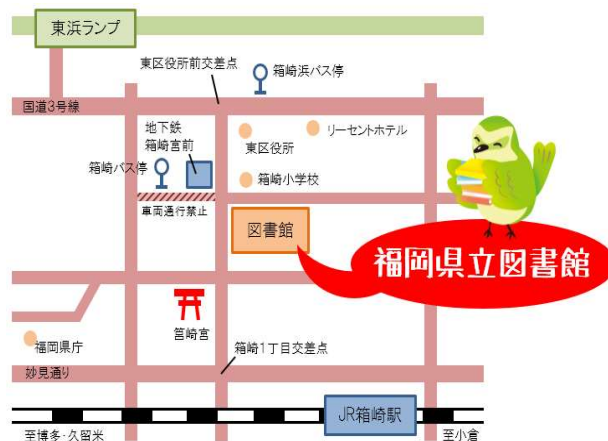 東浜ランプ
東区役所前交差点
箱崎浜バス停
国道3号線
地下鉄
箱崎宮前
東区役所
リーセントホテル
箱崎バス停
箱崎小学校
車両通行禁止
図書館
福岡県立図書館
筥崎宮
福岡県庁
箱崎1丁目交差点
妙見通り
JR箱崎駅
至博多・久留米
至小倉